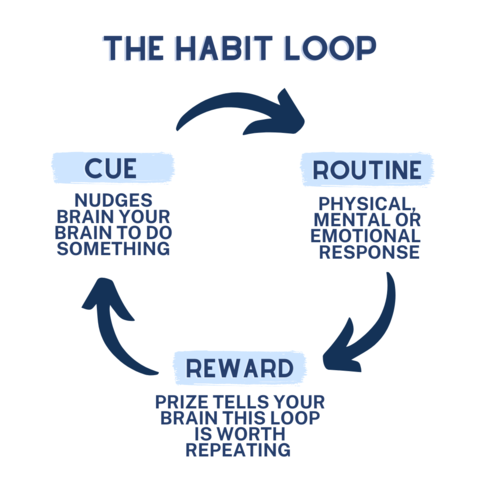 THE HABIT LOOP
CUE
NUDGES
BRAIN YOUR
BRAIN TO DO
SOMETHING
ROUTINE
PHYSICAL,
MENTAL OR
EMOTIONAL
RESPONSE
REWARD
PRIZE TELLS YOUR
BRAIN THIS LOOP
IS WORTH
REPEATING